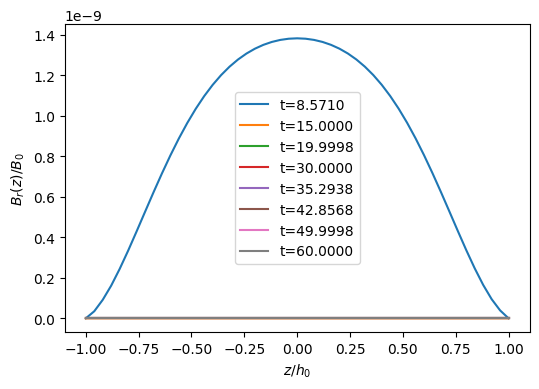 1e−9
1.4
1.2
1.0
0.8
0.6
0.4
0.2
0.0
B_r(z)/B_0
t=8.5710
t=15.0000
t=19.9998
t=30.0000
t=35.2938
t=42.8568
t=49.9998
t=60.0000
−1.00 −0.75 −0.50 −0.25 0.00 0.25 0.50 0.75 1.00
z/h_0